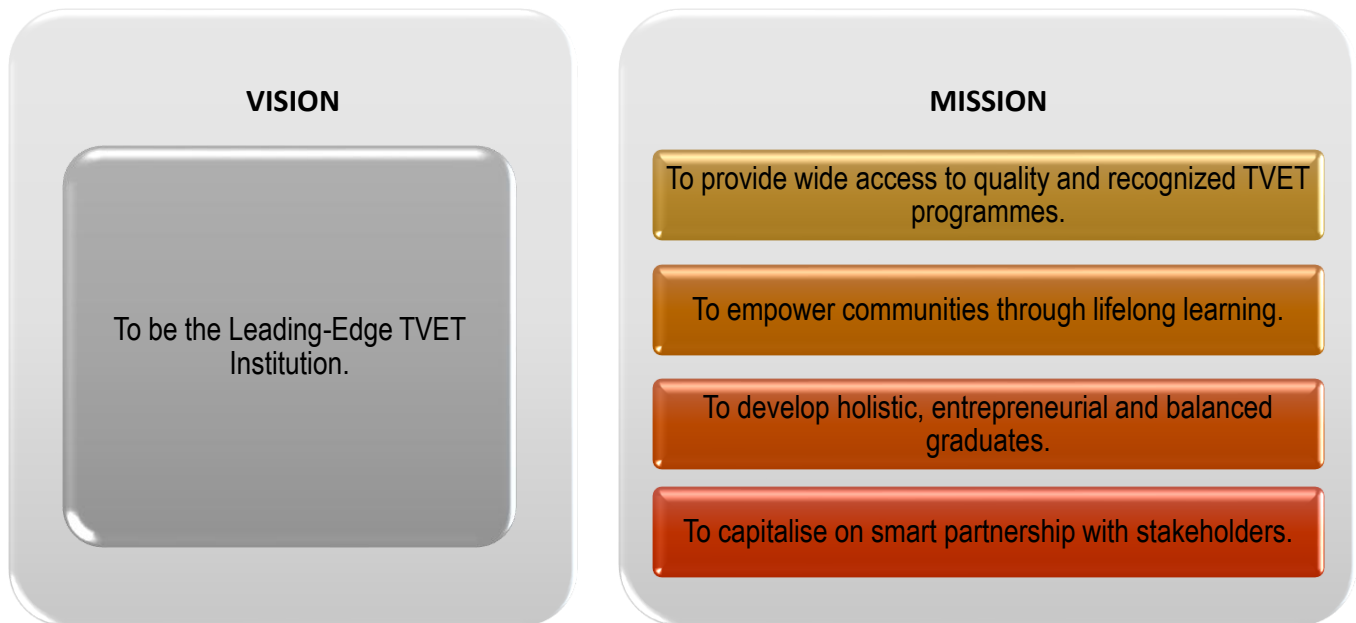 VISION
To be the Leading-Edge TVET
Institution.
MISSION
To provide wide access to quality and recognized TVET
programmes.
To empower communities through lifelong learning.
To develop holistic, entrepreneurial and balanced
graduates.
To capitalise on smart partnership with stakeholders.